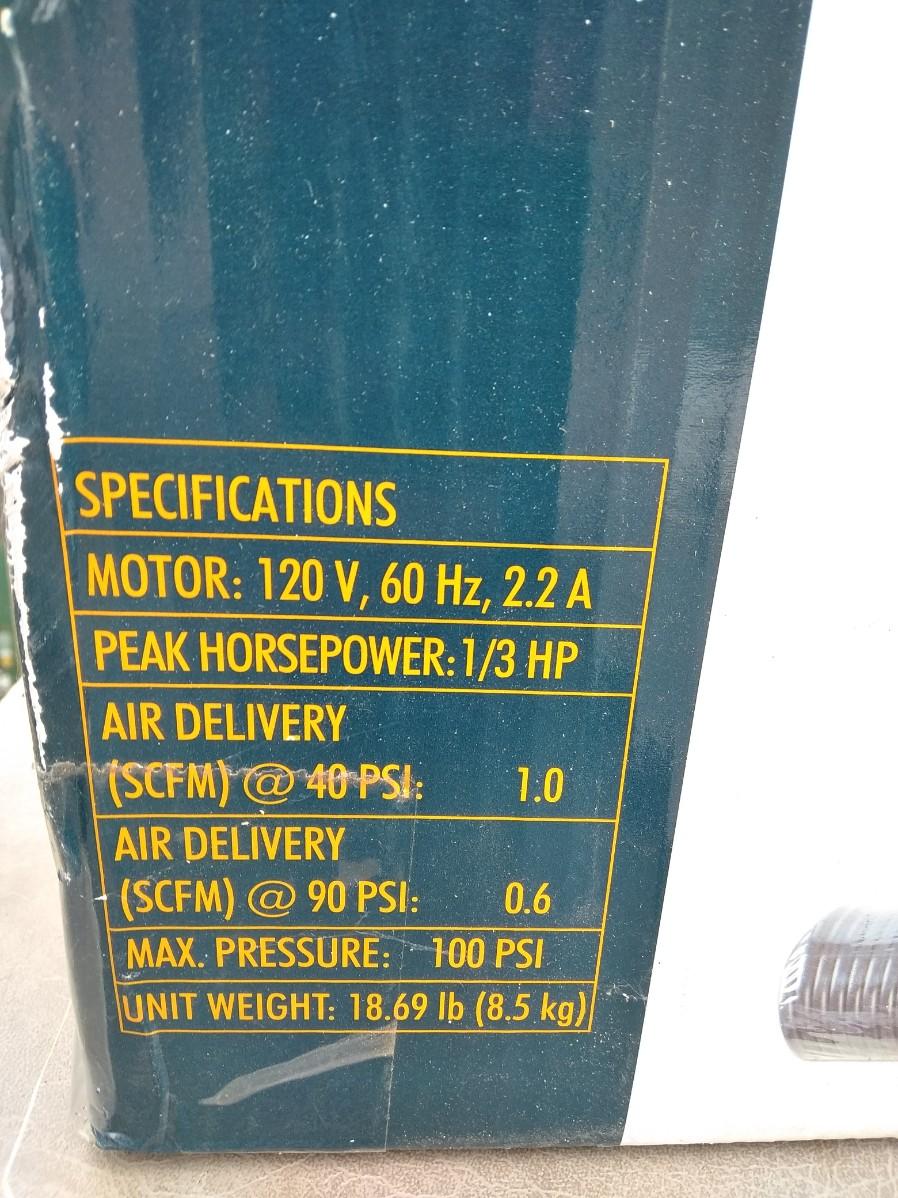 SPECIFICATIONS
MOTOR: 120 V, 60 Hz, 2.2 A
PEAK HORSEPOWER: 1/3 HP
AIR DELIVERY
(SCFM) @ 40 PSI: 1.0
AIR DELIVERY
(SCFM) @ 90 PSI: 0.6
MAX. PRESSURE: 100 PSI
UNIT WEIGHT: 18.69 lb (8.5 kg)